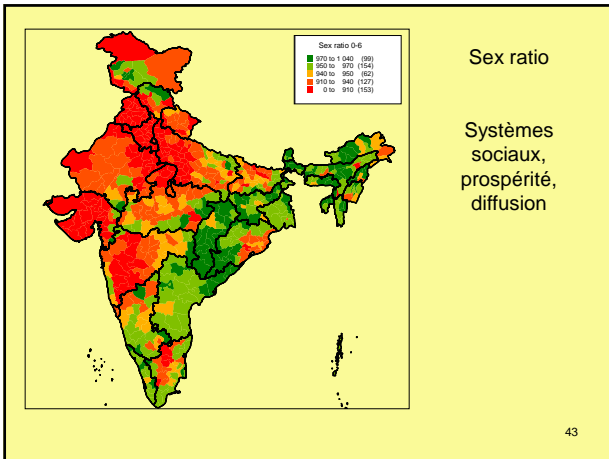 Sex ratio 0-6
970 to 1 040 (99)
950 to 970 (154)
940 to 950 (62)
910 to 940 (127)
0 to 910 (153)
Sex ratio
Systèmes
sociaux,
prospérité,
diffusion
43